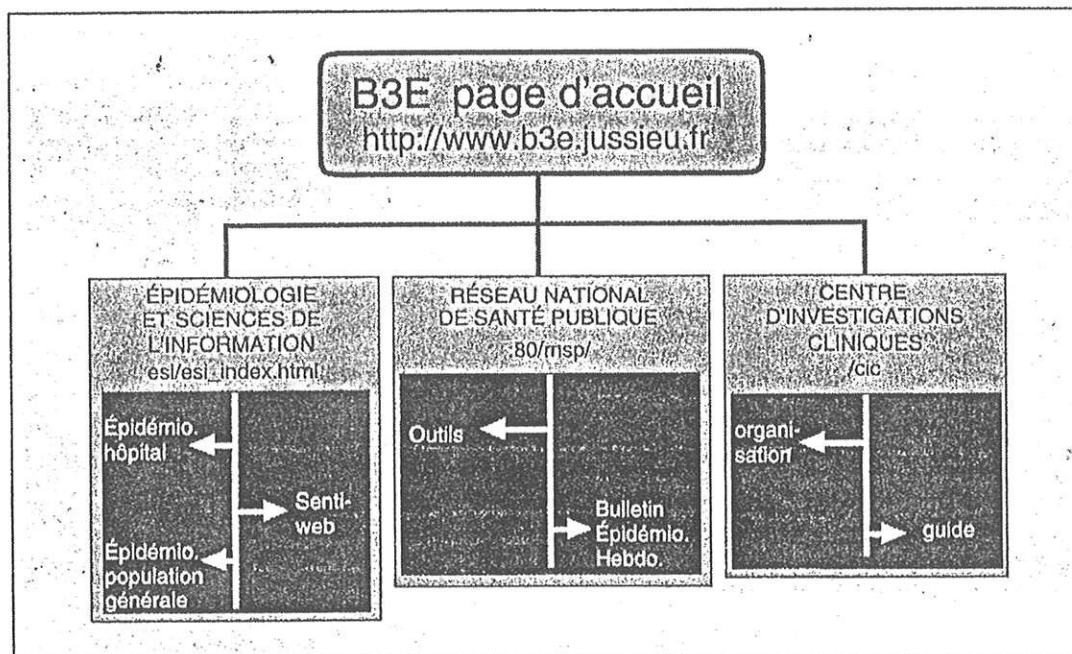 B3E page d'accueil
http://www.b3e.jussieu.fr
ÉPIDÉMIOLOGIE
ET SCIENCES DE
L'INFORMATION
esi/esi_index.html
Épidémio.
hôpital
Senti-
web
Épidémio.
population
générale
RÉSEAU NATIONAL
DE SANTÉ PUBLIQUE
:80/rnsp/
Outils
Bulletin
Épidémio.
Hebdo.
CENTRE
D'INVESTIGATIONS
CLINIQUES
/cic
organi-
sation
guide